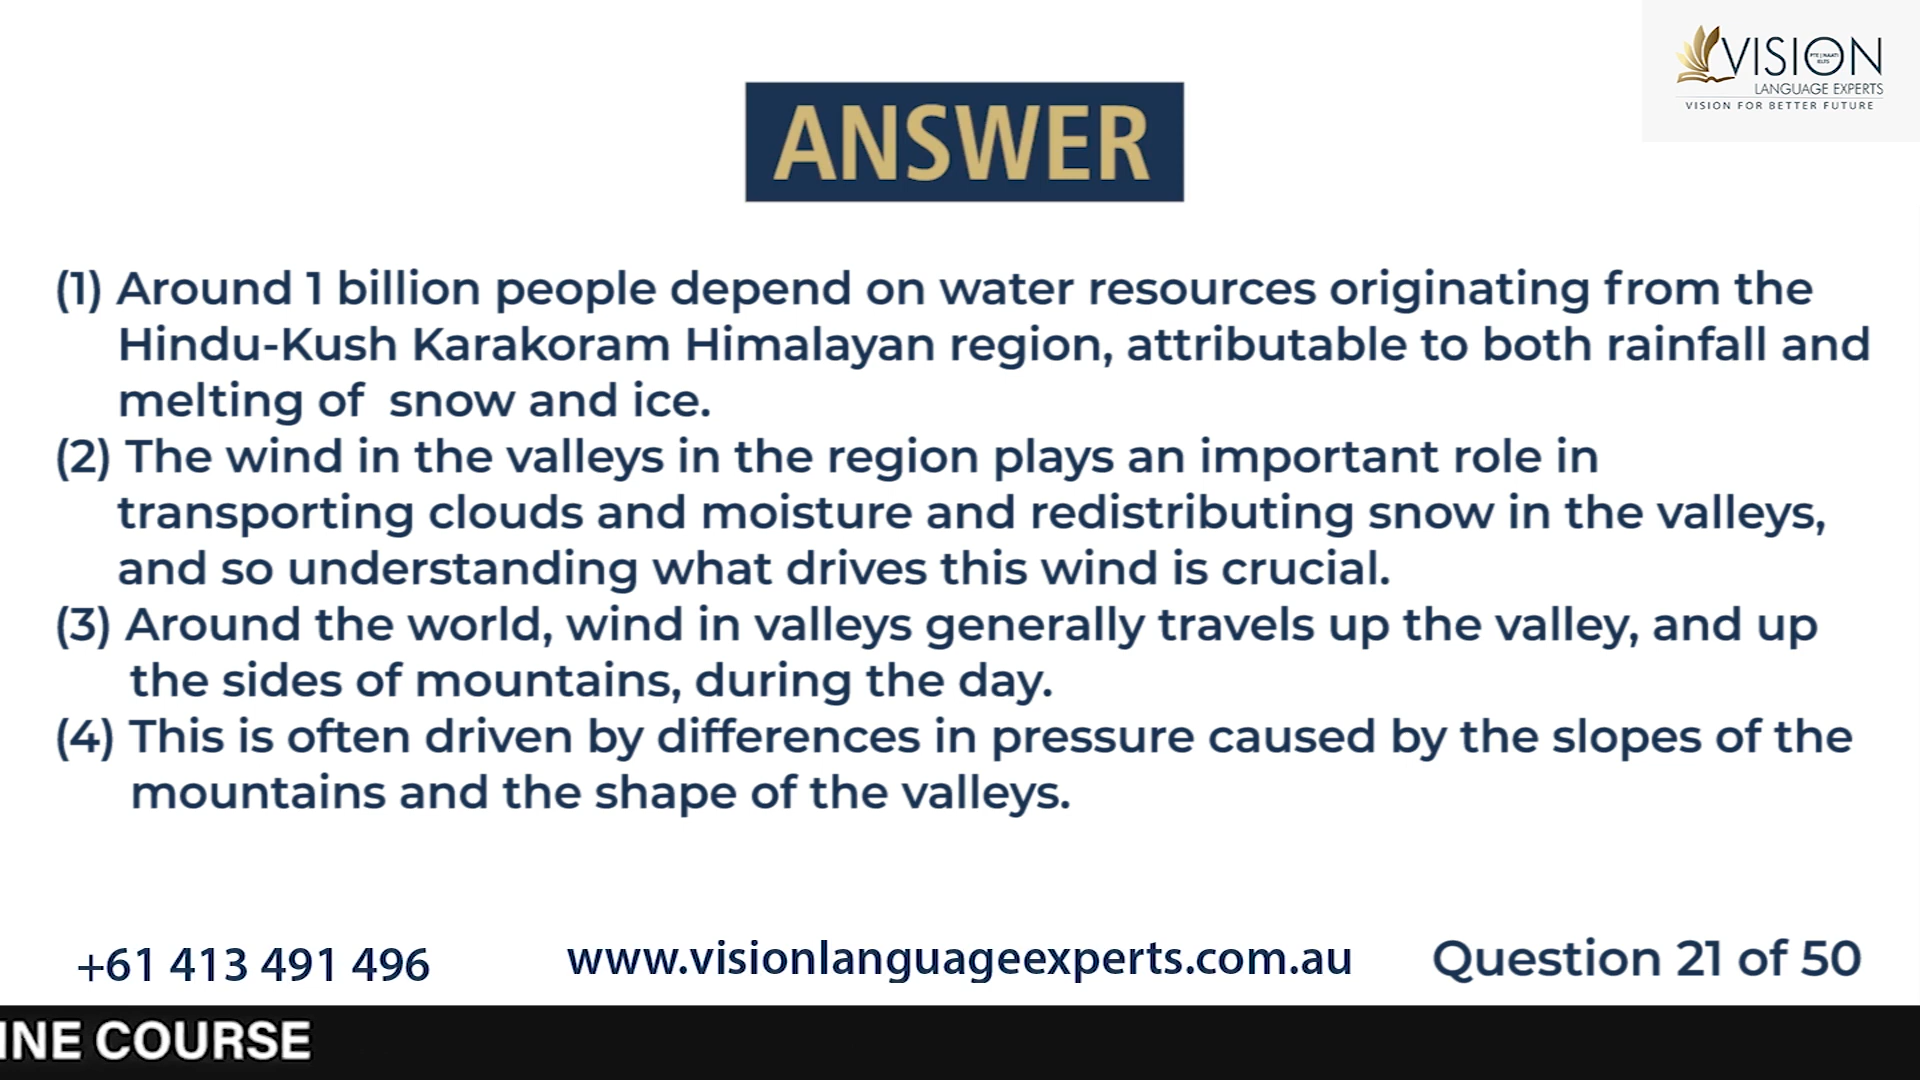 VISION
LANGUAGE EXPERTS
VISION FOR BETTER FUTURE
ANSWER
(1) Around 1 billion people depend on water resources originating from the
Hindu-Kush Karakoram Himalayan region, attributable to both rainfall and
melting of snow and ice.
(2) The wind in the valleys in the region plays an important role in
transporting clouds and moisture and redistributing snow in the valleys,
and so understanding what drives this wind is crucial.
(3) Around the world, wind in valleys generally travels up the valley, and up
the sides of mountains, during the day.
(4) This is often driven by differences in pressure caused by the slopes of the
mountains and the shape of the valleys.
+61 413 491 496
www.visionlanguageexperts.com.au
Question 21 of 50
INE COURSE